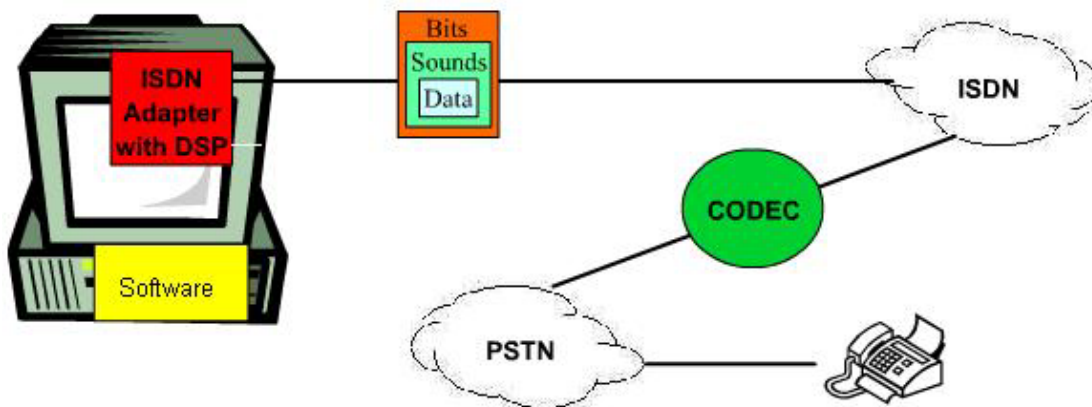 ISDN
Adapter
with DSP
Software
Bits
Sounds
Data
ISDN
CODEC
PSTN